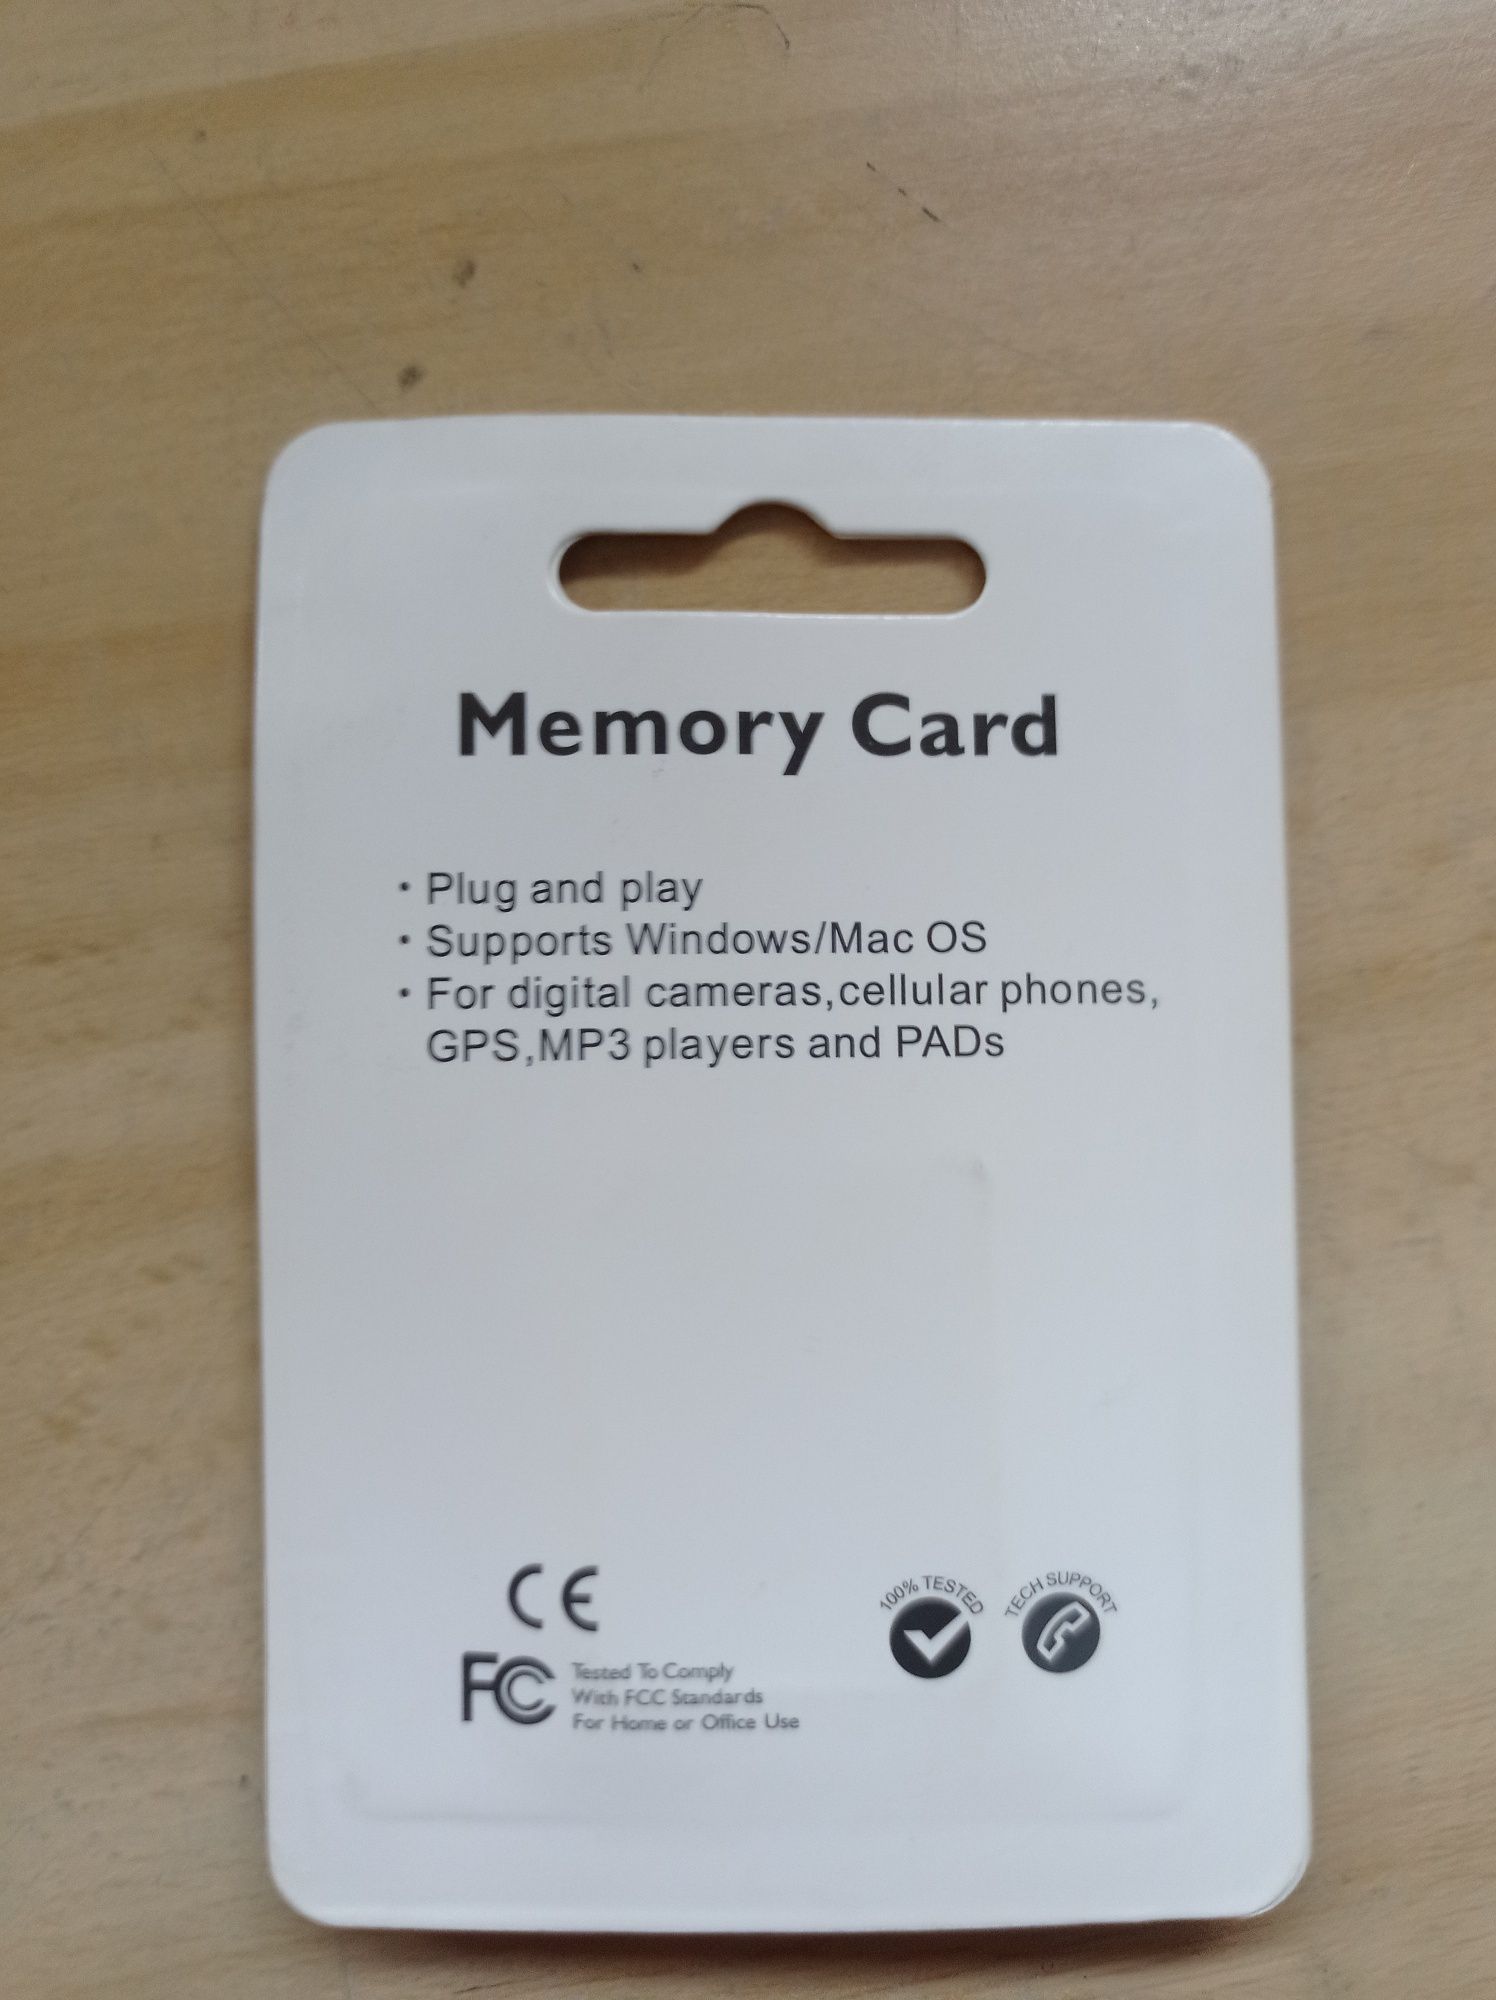 Memory Card
• Plug and play
• Supports Windows/Mac OS
• For digital cameras,cellular phones,
GPS,MP3 players and PADs
CE
FC Tested To Comply
With FCC Standards
For Home or Office Use
100% TESTED
TECH SUPPORT